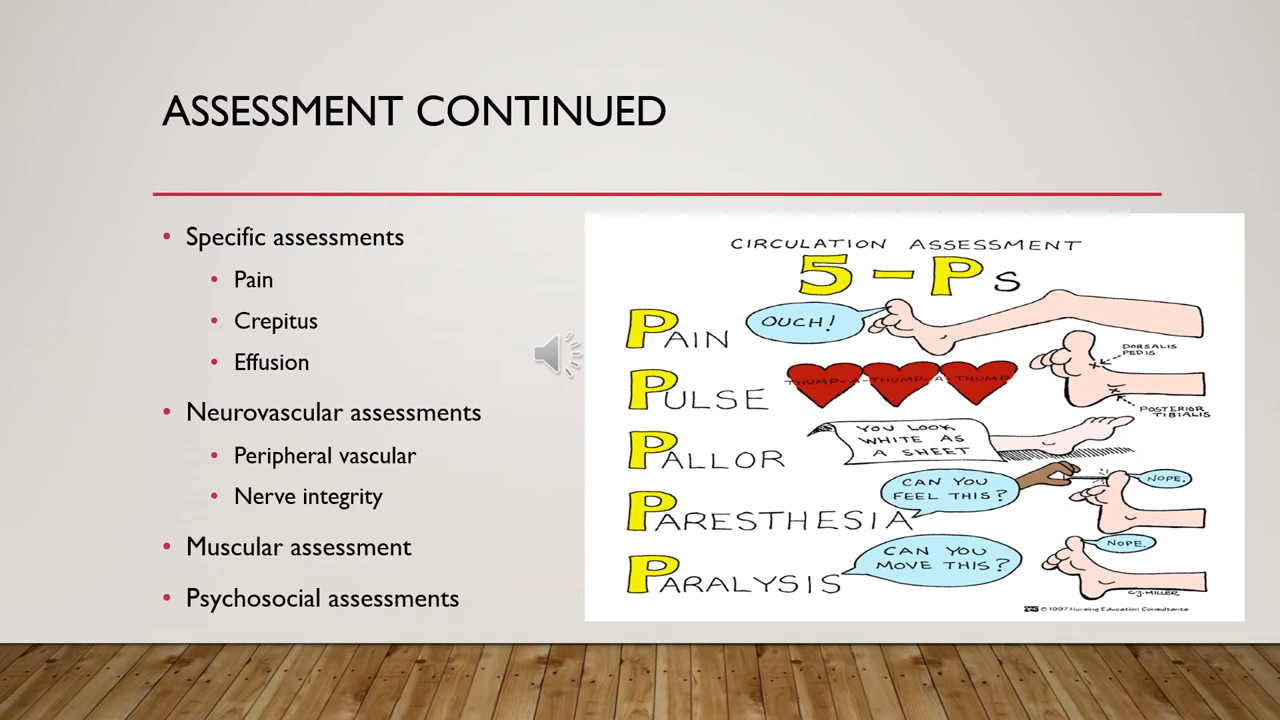 ASSESSMENT CONTINUED
Specific assessments
Pain
Crepitus
Effusion
Neurovascular assessments
Peripheral vascular
Nerve integrity
Muscular assessment
Psychosocial assessments
CIRCULATION ASSESSMENT
5-Ps
PAIN
OUCH!
PULSE
THUMP-A-THUMP-A-THUMP
DORSALIS
PEDIS
POSTERIOR
TIBIALIS
PALLOR
YOU LOOK
WHITE AS
A SHEET
PARESTHESIA
CAN YOU
FEEL THIS?
NOPE.
PARALYSIS
CAN YOU
MOVE THIS?
NOPE.
C.J. MILLER
© 1997 Nursing Education Consultants